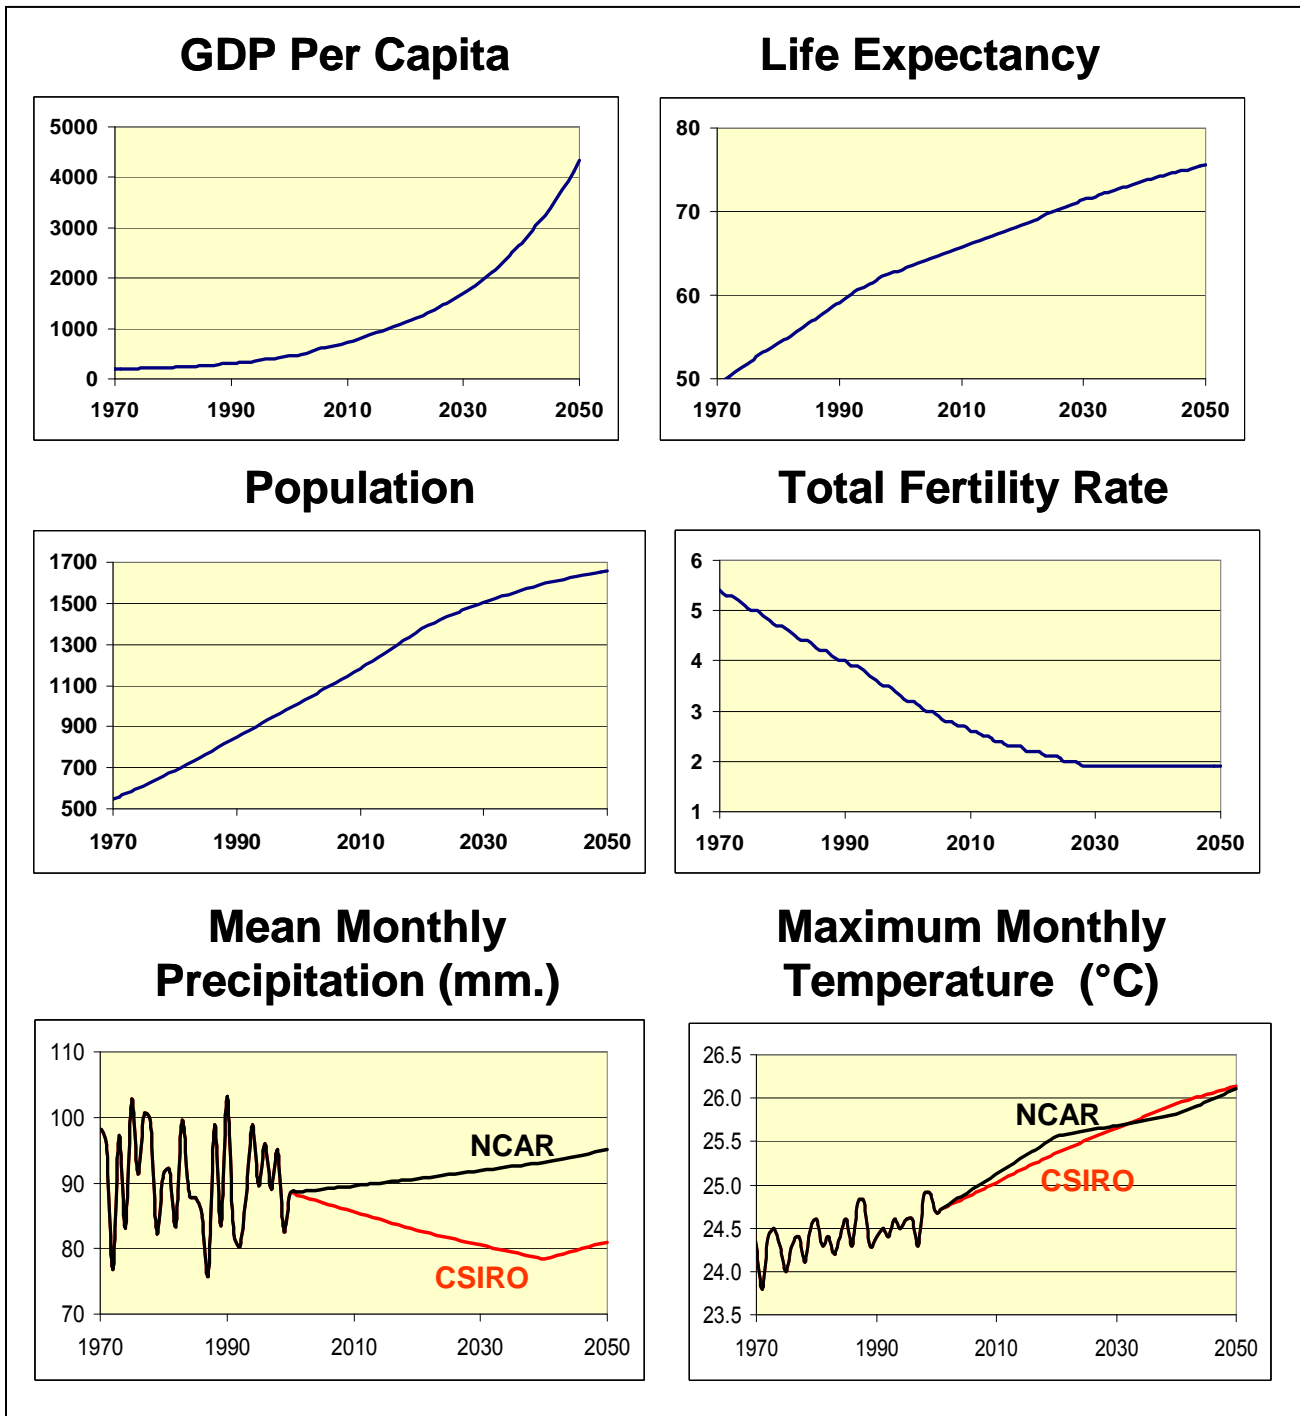 GDP Per Capita
5000
4000
3000
2000
1000
0
1970 1990 2010 2030 2050
Life Expectancy
80
70
60
50
1970 1990 2010 2030 2050
Population
1700
1500
1300
1100
900
700
500
1970 1990 2010 2030 2050
Total Fertility Rate
6
5
4
3
2
1
1970 1990 2010 2030 2050
Mean Monthly
Precipitation (mm.)
110
100
90
80
70
NCAR
CSIRO
1970 1990 2010 2030 2050
Maximum Monthly
Temperature (°C)
26.5
26.0
25.5
25.0
24.5
24.0
23.5
NCAR
CSIRO
1970 1990 2010 2030 2050